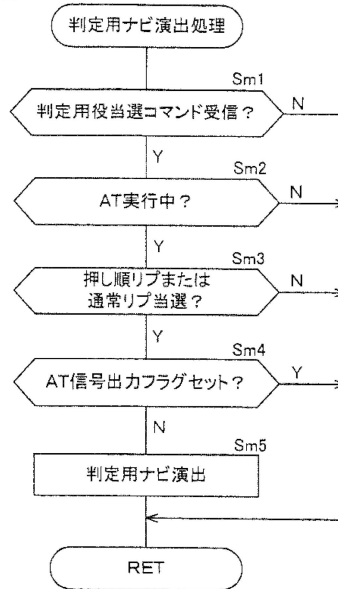 判定用ナビ演出処理
Sm1
判定用役当選コマンド受信？
N
Y
Sm2
AT実行中？
N
Y
Sm3
押し順リプまたは
通常リプ当選？
N
Y
Sm4
AT信号出力フラグセット？
Y
N
Sm5
判定用ナビ演出
RET